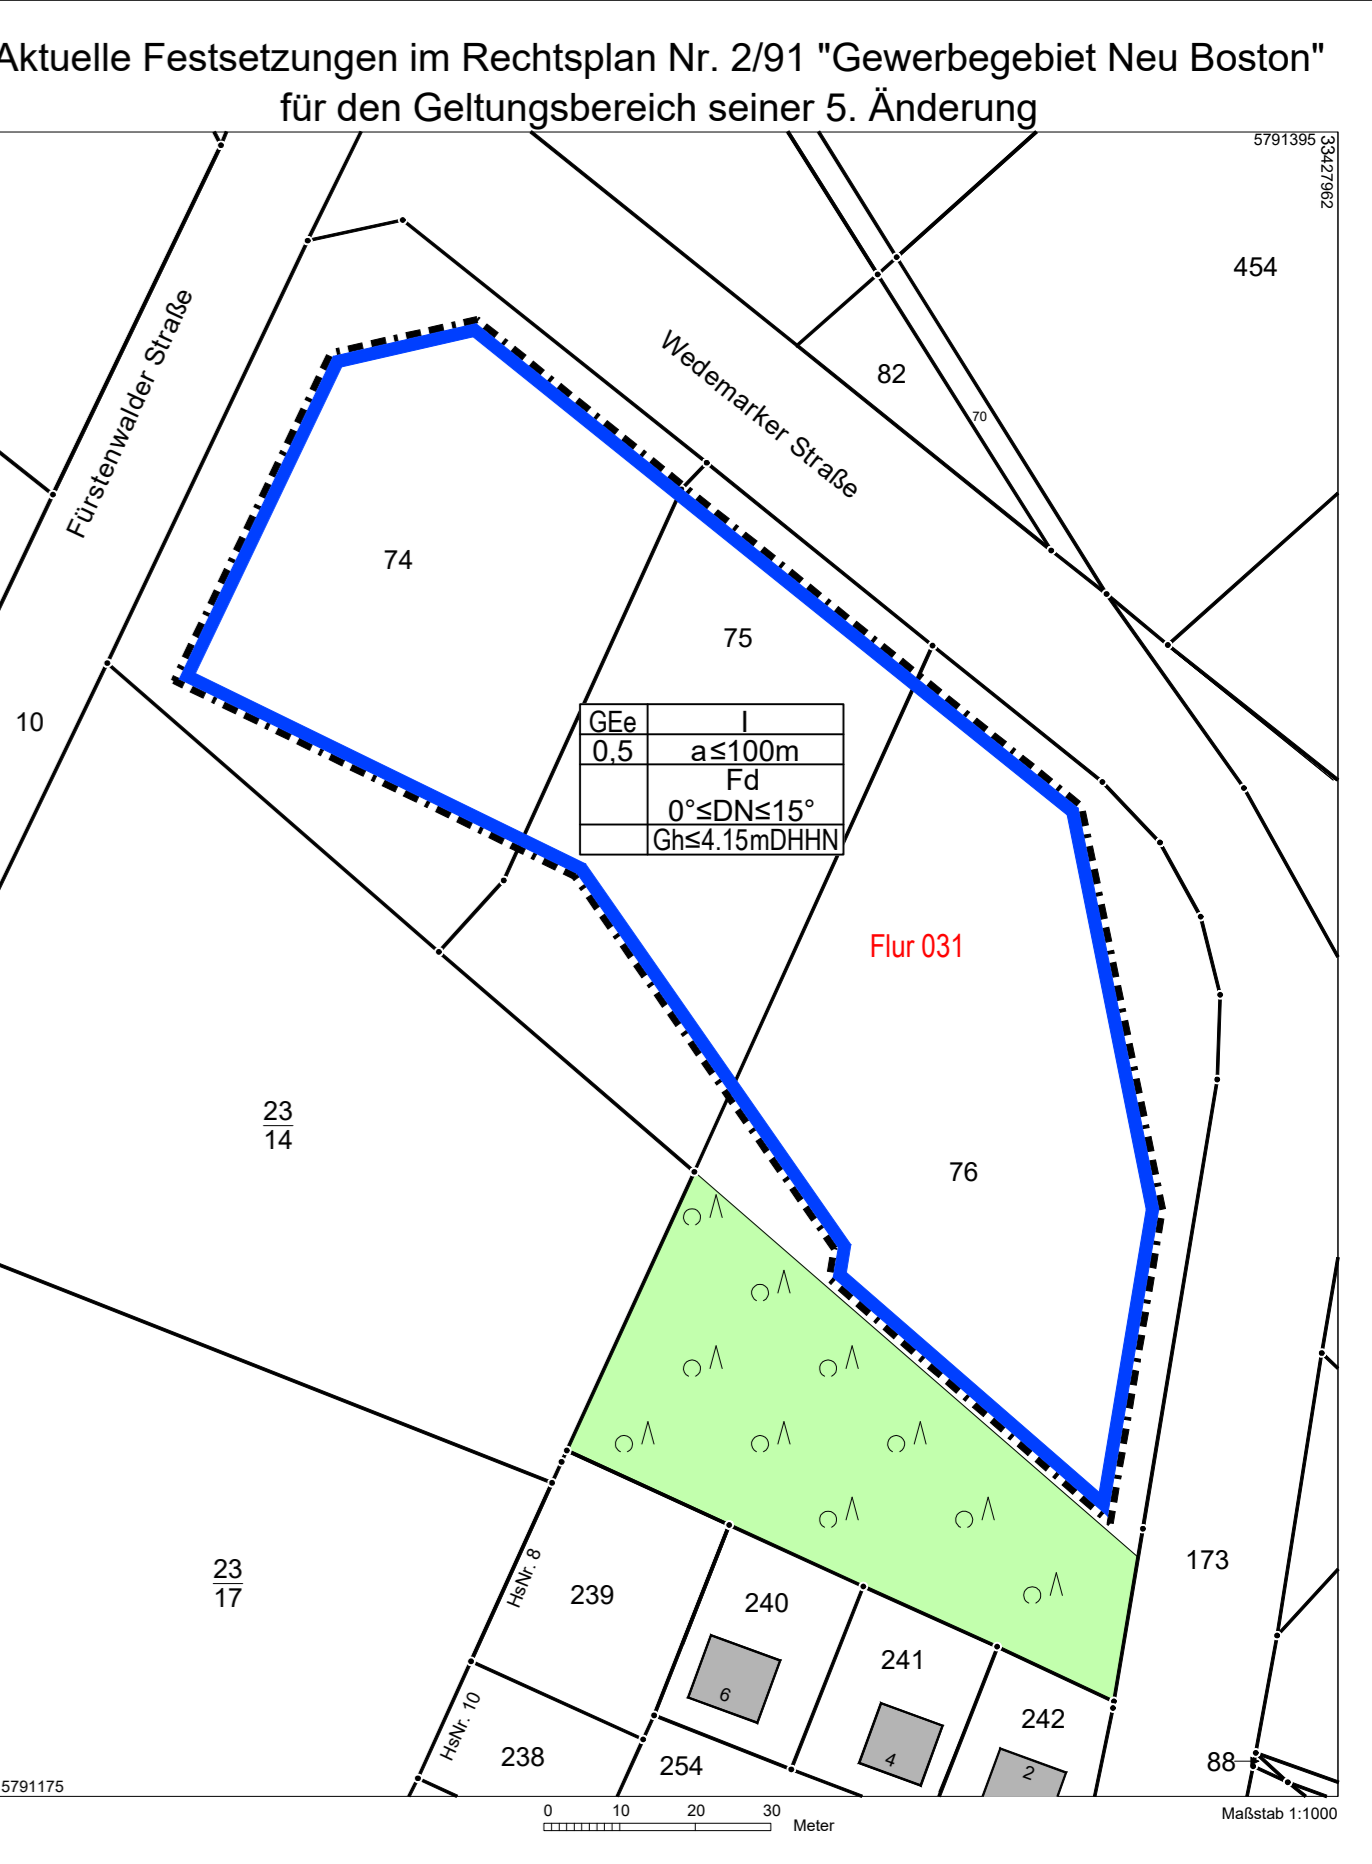 Aktuelle Festsetzungen im Rechtsplan Nr. 2/91 "Gewerbegebiet Neu Boston"
für den Geltungsbereich seiner 5. Änderung
5791395
33427962
454
Fürstenwalder Straße
Wedemarker Straße
82
70
74
75
10
GEe I
0,5 a≤100m
Fd
0°≤DN≤15°
Gh≤4.15mDHHN
Flur 031
23
14
76
23
17
HsNr. 8
239
240
173
241
6
242
HsNr. 10
238
254
4
2
88
5791175
0 10 20 30
Meter
Maßstab 1:1000